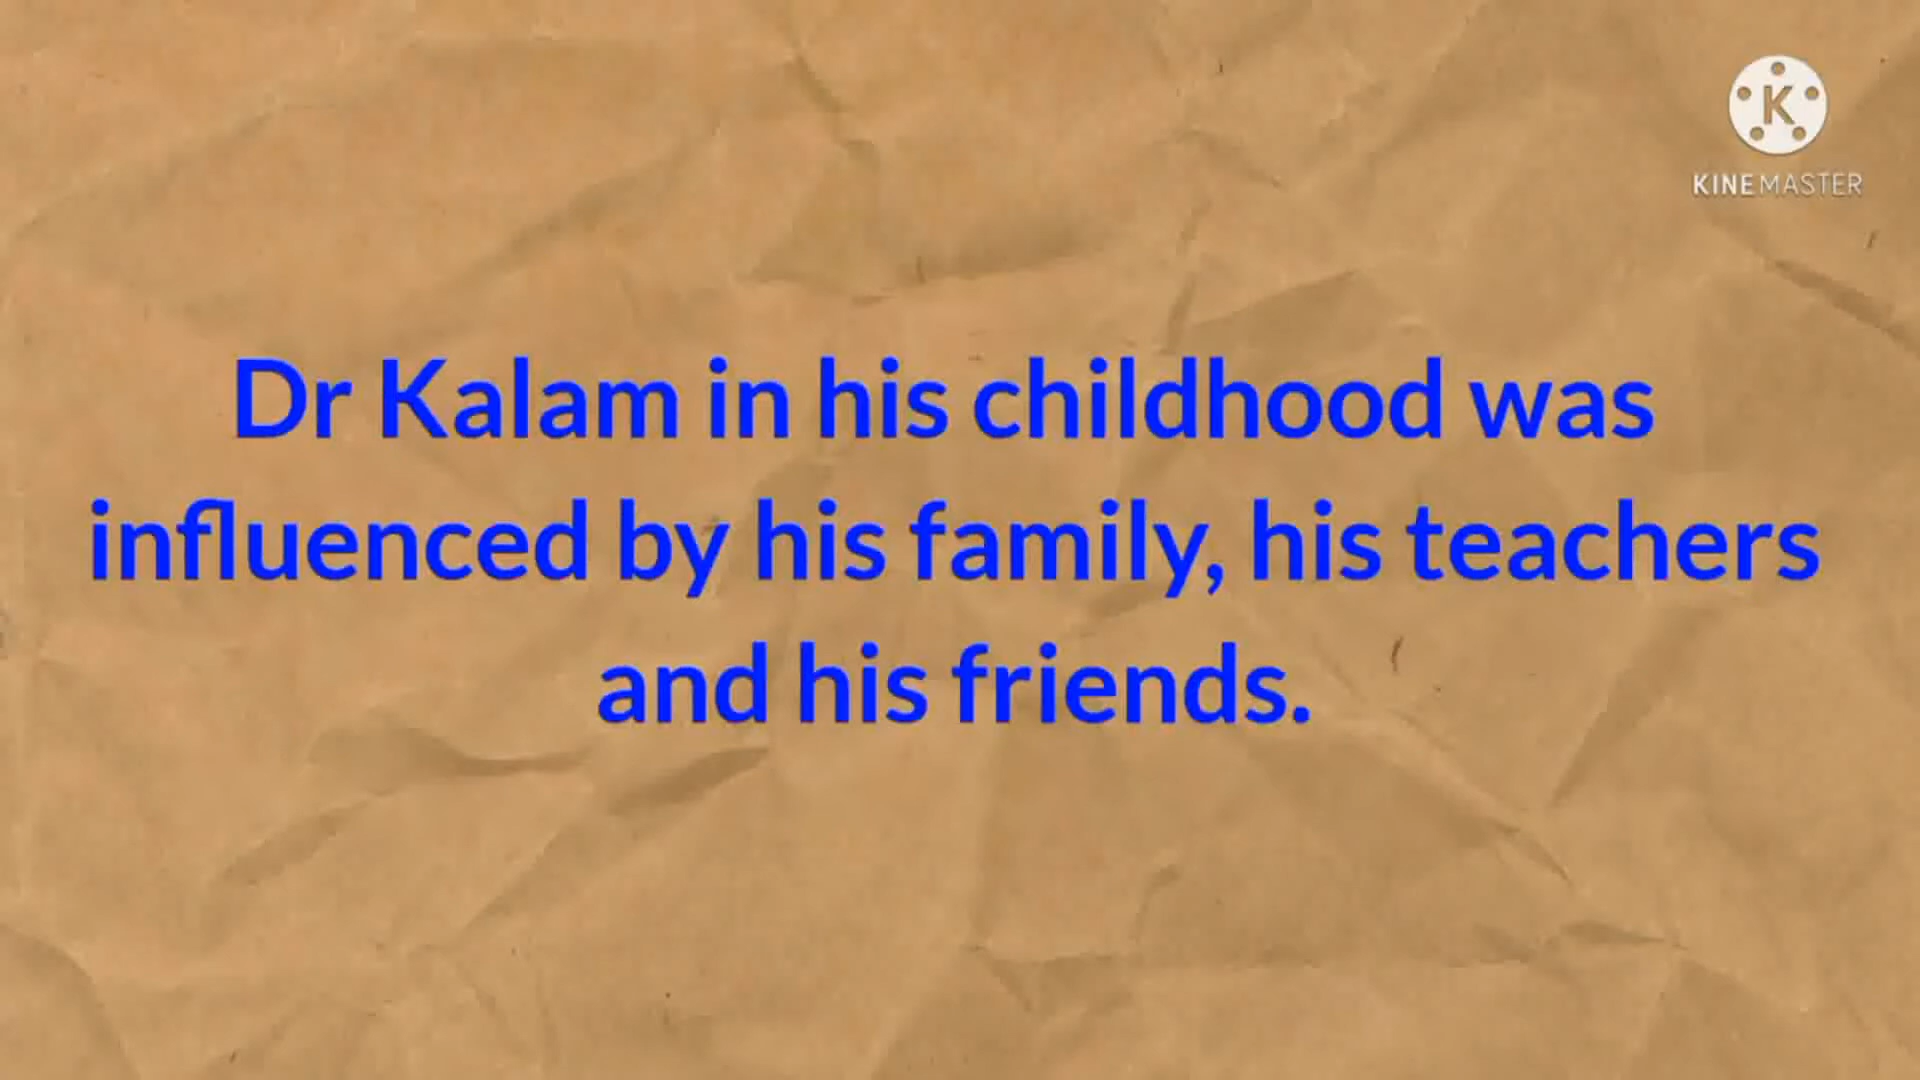 K
KINEMASTER
Dr Kalam in his childhood was
influenced by his family, his teachers
and his friends.